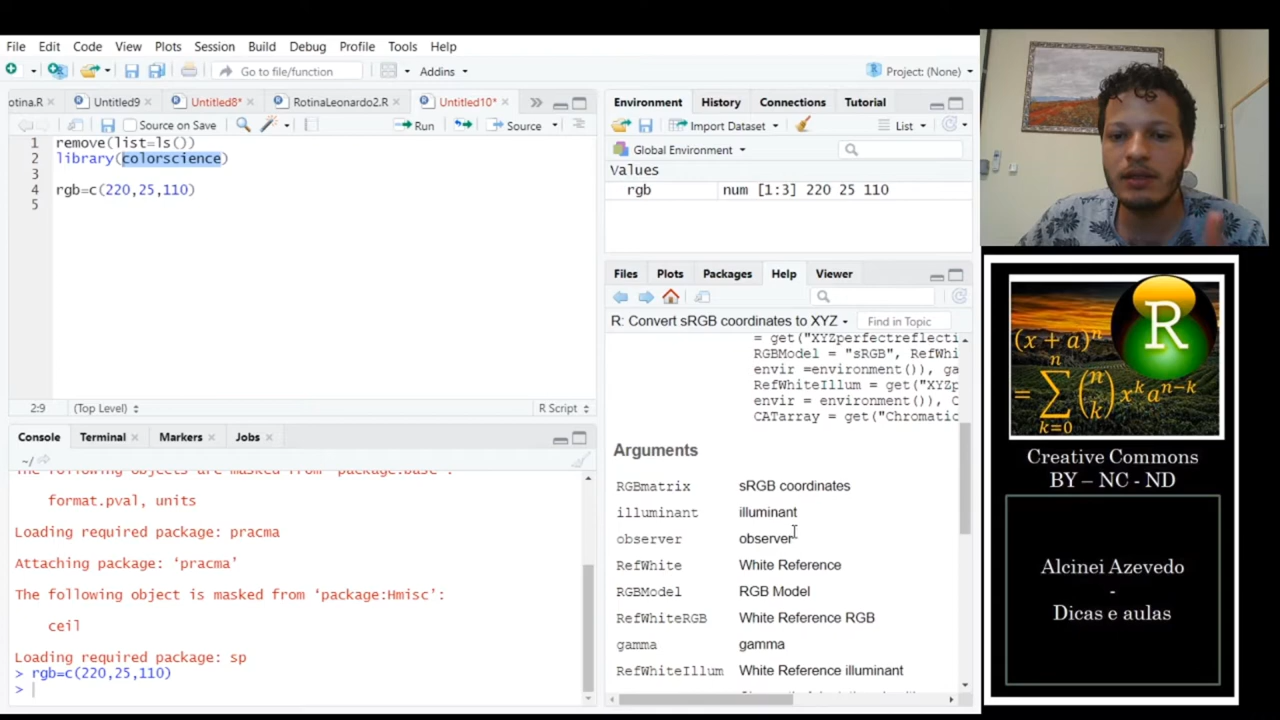 File Edit Code View Plots Session Build Debug Profile Tools Help
Go to file/function Addins Project: (None)
otina.R Untitled9 Untitled8* RotinaLeonardo2.R Untitled10*
Source on Save Run Source
1 remove(list=ls())
2 library(colorscience)
3
4 rgb=c(220,25,110)
5
2:9 (Top Level) R Script
Console Terminal Markers Jobs
~/
format.pval, units
Loading required package: pracma
Attaching package: ‘pracma’
The following object is masked from ‘package:Hmisc’:
ceil
Loading required package: sp
> rgb=c(220,25,110)
>
Environment History Connections Tutorial
Import Dataset List
Global Environment
Values
rgb num [1:3] 220 25 110
Files Plots Packages Help Viewer
R: Convert sRGB coordinates to XYZ Find in Topic
= get("XYZperfectreflecti
RGBModel = "sRGB", RefWhi
envir =environment()), ga
RefWhiteIllum = get("XYZp
envir = environment()), C
CATarray = get("Chromatic
Arguments
RGBmatrix sRGB coordinates
illuminant illuminant
observer observer
RefWhite White Reference
RGBModel RGB Model
RefWhiteRGB White Reference RGB
gamma gamma
RefWhiteIllum White Reference illuminant
R
(x + a)^n
= ∑ k=0 n (n k) x^k a^n−k
Creative Commons
BY – NC - ND
Alcinei Azevedo
-
Dicas e aulas